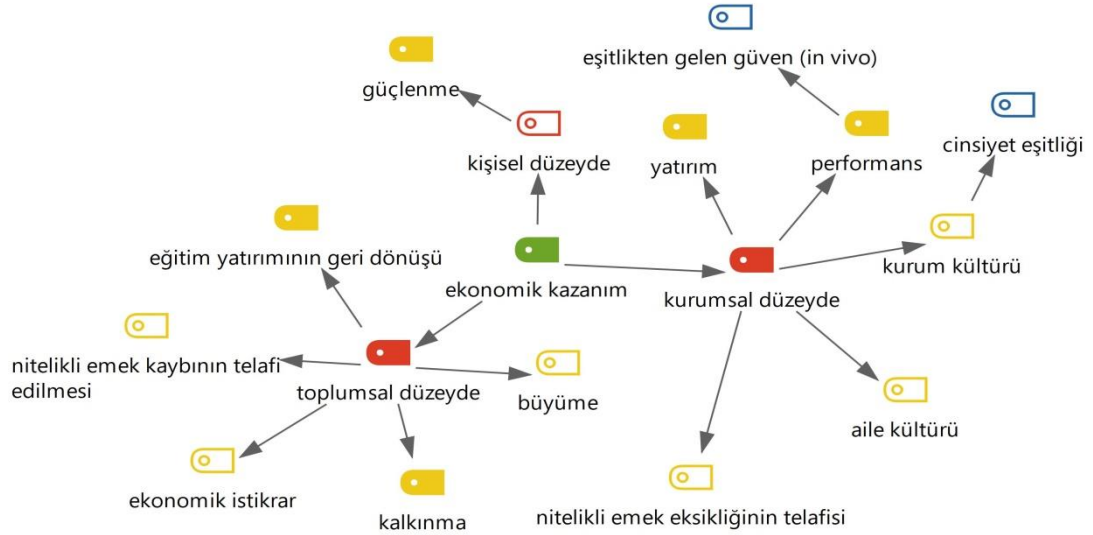 eşitlikten gelen güven (in vivo)
güçlenme
cinsiyet eşitliği
kişisel düzeyde
yatırım
performans
eğitim yatırımının geri dönüşü
kurum kültürü
ekonomik kazanım
kurumsal düzeyde
nitelikli emek kaybının telafi
edilmesi
toplumsal düzeyde
büyüme
aile kültürü
ekonomik istikrar
kalkınma
nitelikli emek eksikliğinin telafisi